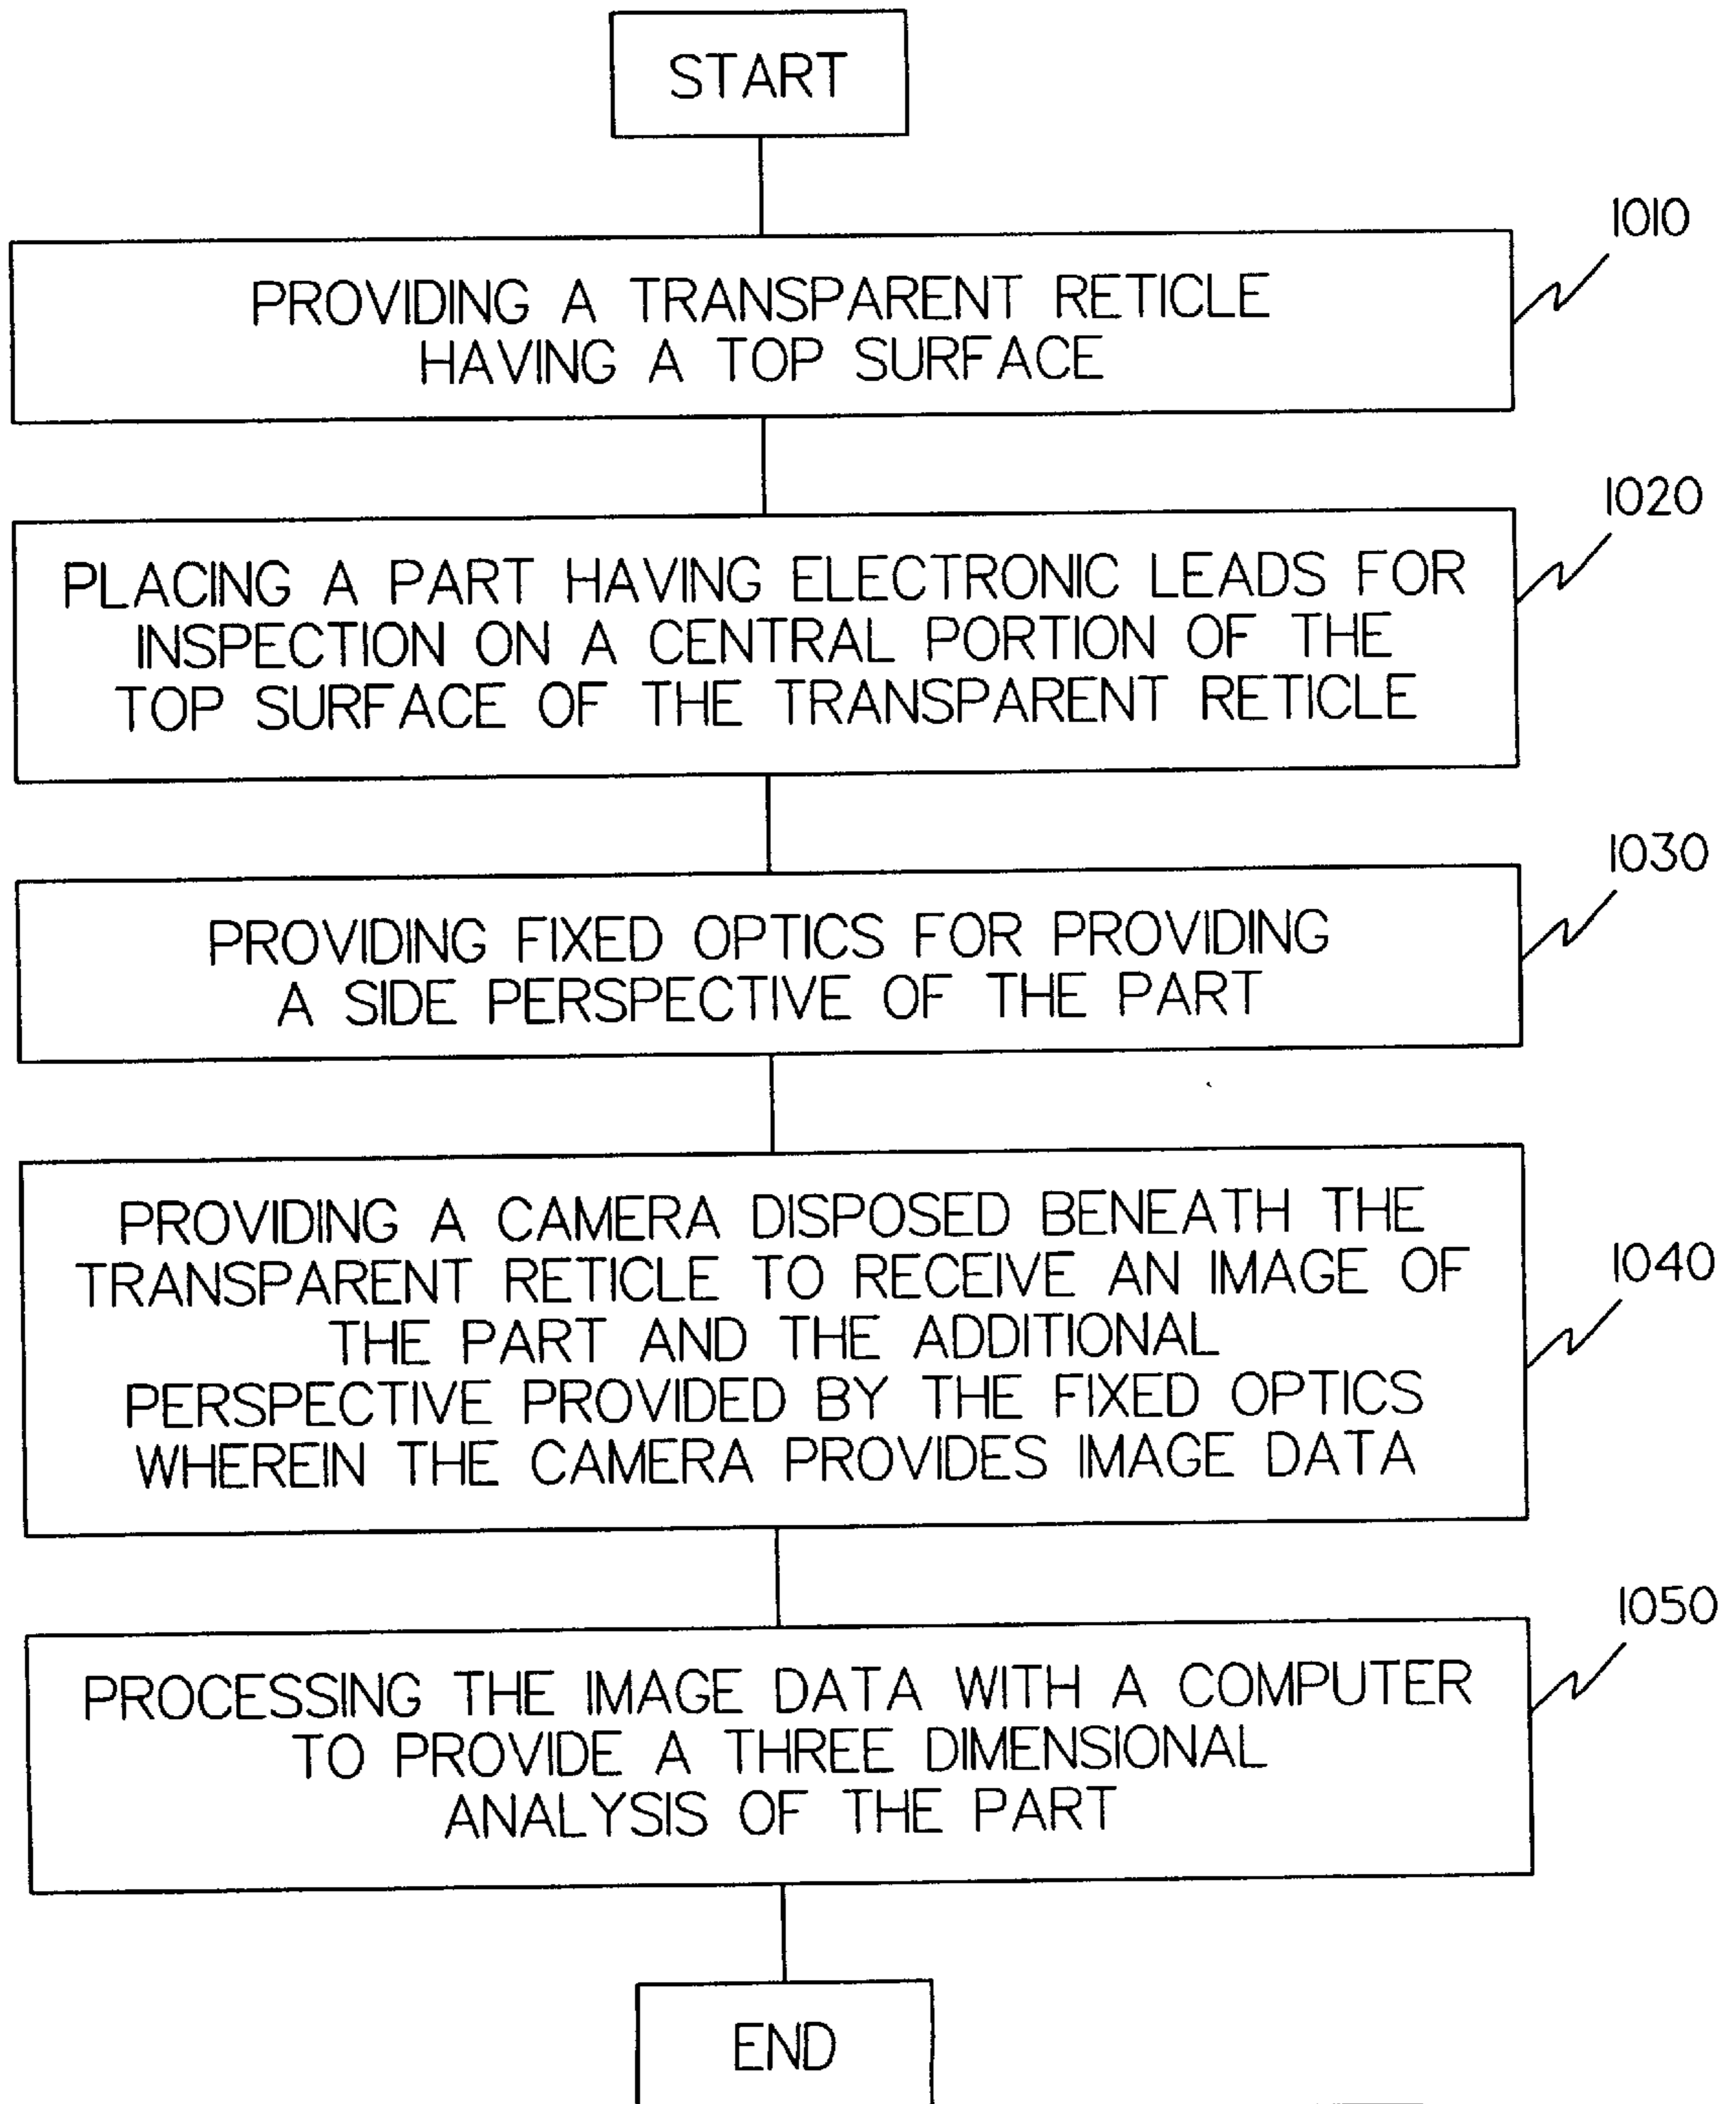 START
1010
PROVIDING A TRANSPARENT RETICLE
HAVING A TOP SURFACE
1020
PLACING A PART HAVING ELECTRONIC LEADS FOR
INSPECTION ON A CENTRAL PORTION OF THE
TOP SURFACE OF THE TRANSPARENT RETICLE
1030
PROVIDING FIXED OPTICS FOR PROVIDING
A SIDE PERSPECTIVE OF THE PART
1040
PROVIDING A CAMERA DISPOSED BENEATH THE
TRANSPARENT RETICLE TO RECEIVE AN IMAGE OF
THE PART AND THE ADDITIONAL
PERSPECTIVE PROVIDED BY THE FIXED OPTICS
WHEREIN THE CAMERA PROVIDES IMAGE DATA
1050
PROCESSING THE IMAGE DATA WITH A COMPUTER
TO PROVIDE A THREE DIMENSIONAL
ANALYSIS OF THE PART
END